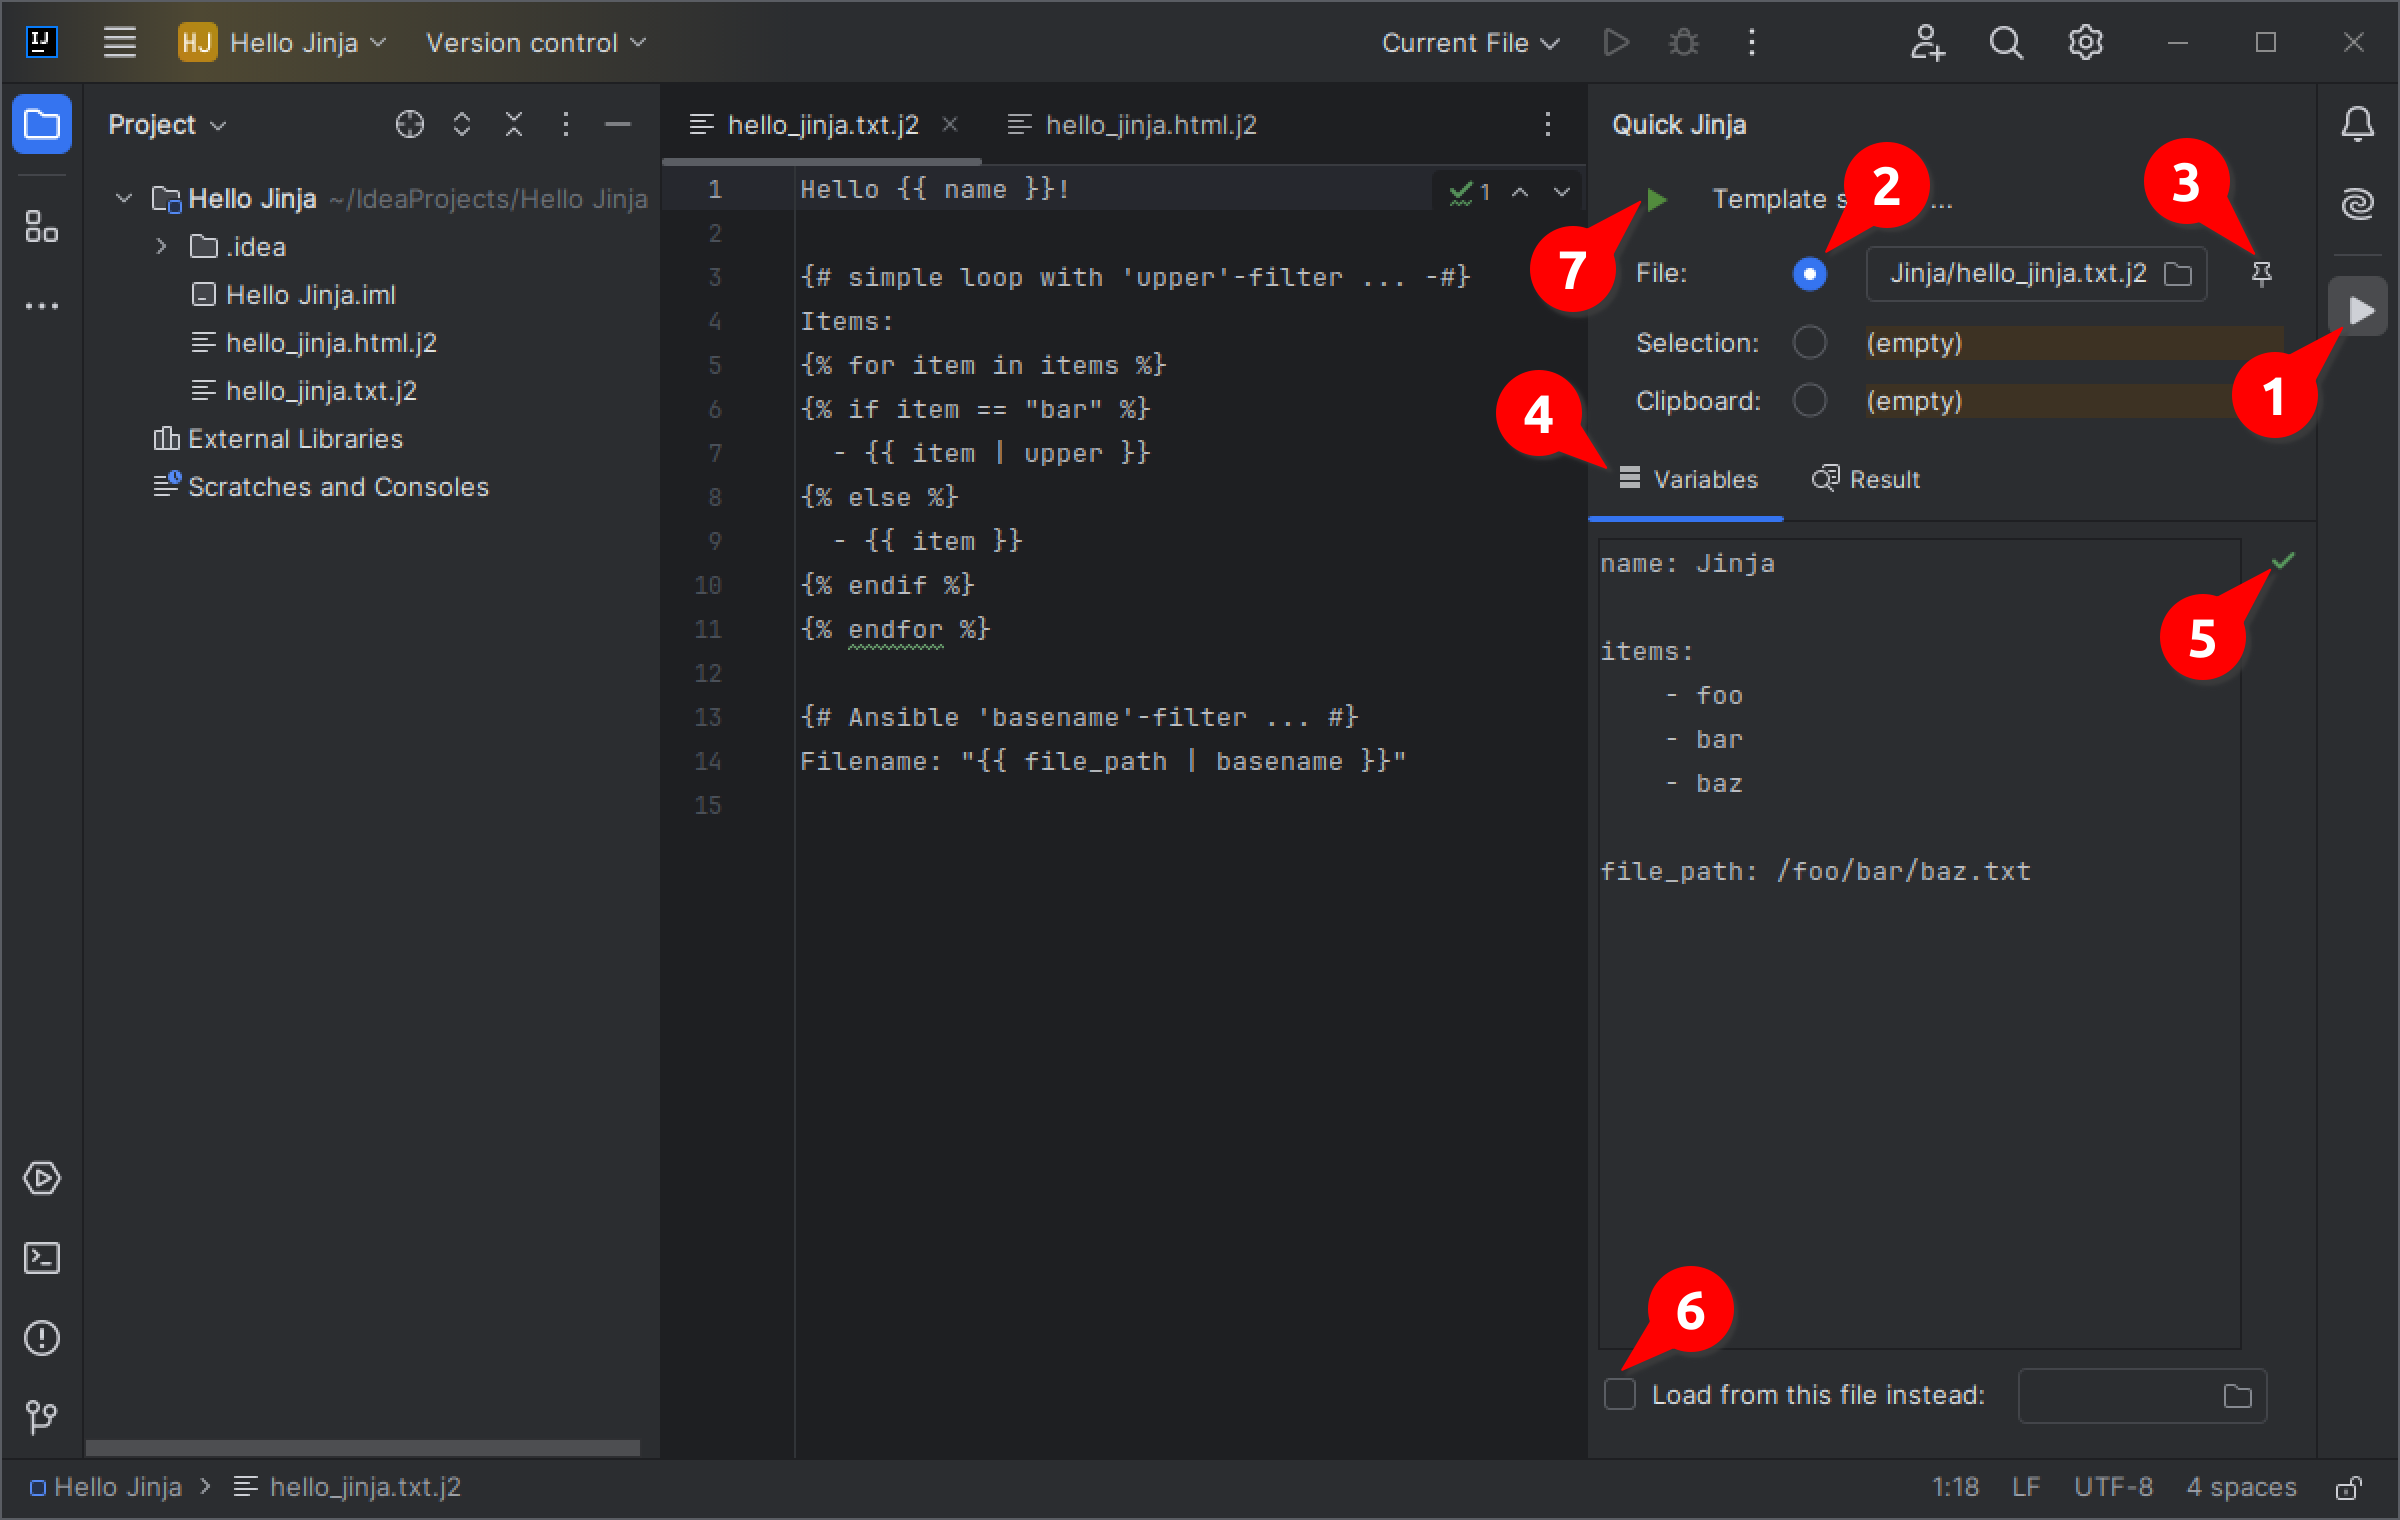 IJ
HJ Hello Jinja
Version control
Current File
Project
Hello Jinja ~/IdeaProjects/Hello Jinja
.idea
Hello Jinja.iml
hello_jinja.html.j2
hello_jinja.txt.j2
External Libraries
Scratches and Consoles
hello_jinja.txt.j2
hello_jinja.html.j2
1 Hello {{ name }}!
1
2
3 {# simple loop with 'upper'-filter ... -#}
4 Items:
5 {% for item in items %}
6 {% if item == "bar" %}
7   - {{ item | upper }}
8 {% else %}
9   - {{ item }}
10 {% endif %}
11 {% endfor %}
12
13 {# Ansible 'basename'-filter ... #}
14 Filename: "{{ file_path | basename }}"
15
Quick Jinja
7
Template s
...
2
3
File: Jinja/hello_jinja.txt.j2
Selection: (empty)
Clipboard: (empty)
1
4
Variables
Result
name: Jinja
5
items:
    - foo
    - bar
    - baz
file_path: /foo/bar/baz.txt
6
Load from this file instead:
Hello Jinja > hello_jinja.txt.j2
1:18
LF
UTF-8
4 spaces